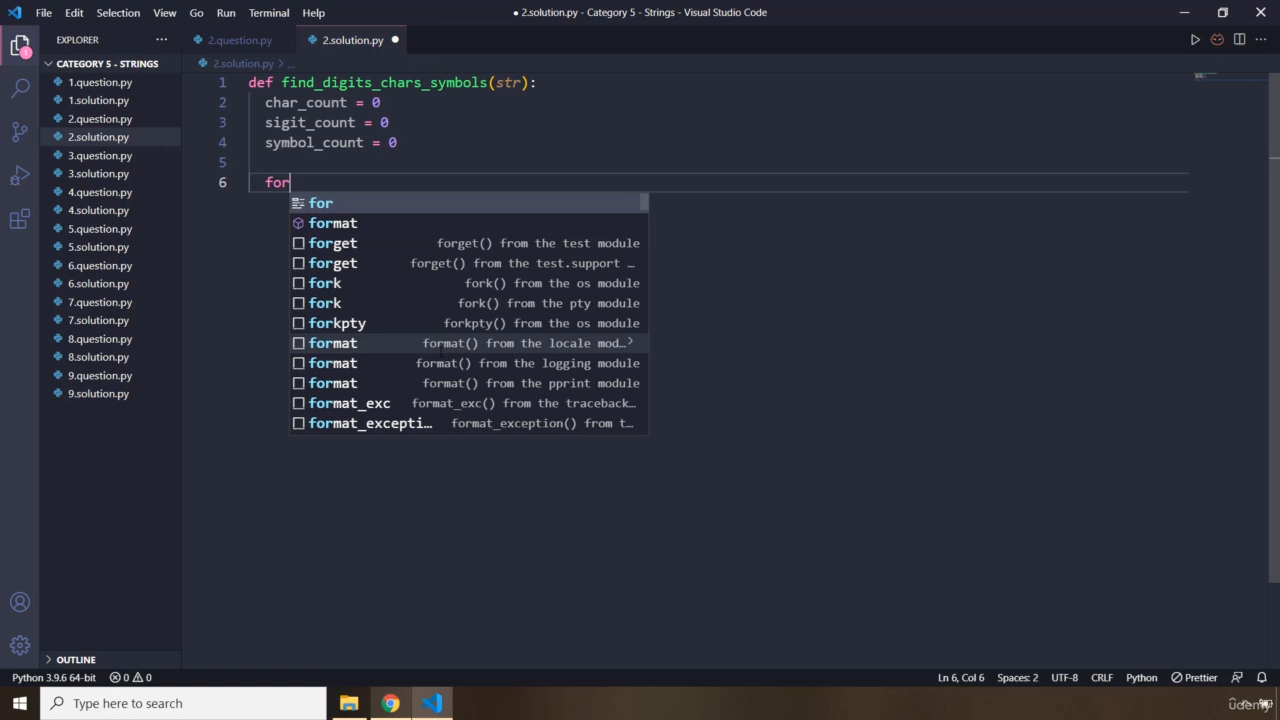 File Edit Selection View Go Run Terminal Help
● 2.solution.py - Category 5 - Strings - Visual Studio Code
EXPLORER ···
CATEGORY 5 - STRINGS
1.question.py
1.solution.py
2.question.py
2.solution.py
3.question.py
3.solution.py
4.question.py
4.solution.py
5.question.py
5.solution.py
6.question.py
6.solution.py
7.question.py
7.solution.py
8.question.py
8.solution.py
9.question.py
9.solution.py
OUTLINE
1
2.question.py 2.solution.py ●
2.solution.py > ...
1 def find_digits_chars_symbols(str):
2 char_count = 0
3 sigit_count = 0
4 symbol_count = 0
5
6 for
for
format
forget forget() from the test module
forget forget() from the test.support …
fork fork() from the os module
fork fork() from the pty module
forkpty forkpty() from the os module
format format() from the locale mod… >
format format() from the logging module
format format() from the pprint module
format_exc format_exc() from the traceback…
format_excepti… format_exception() from t…
Python 3.9.6 64-bit 0 0 Ln 6, Col 6 Spaces: 2 UTF-8 CRLF Python Prettier
Type here to search
Udemy